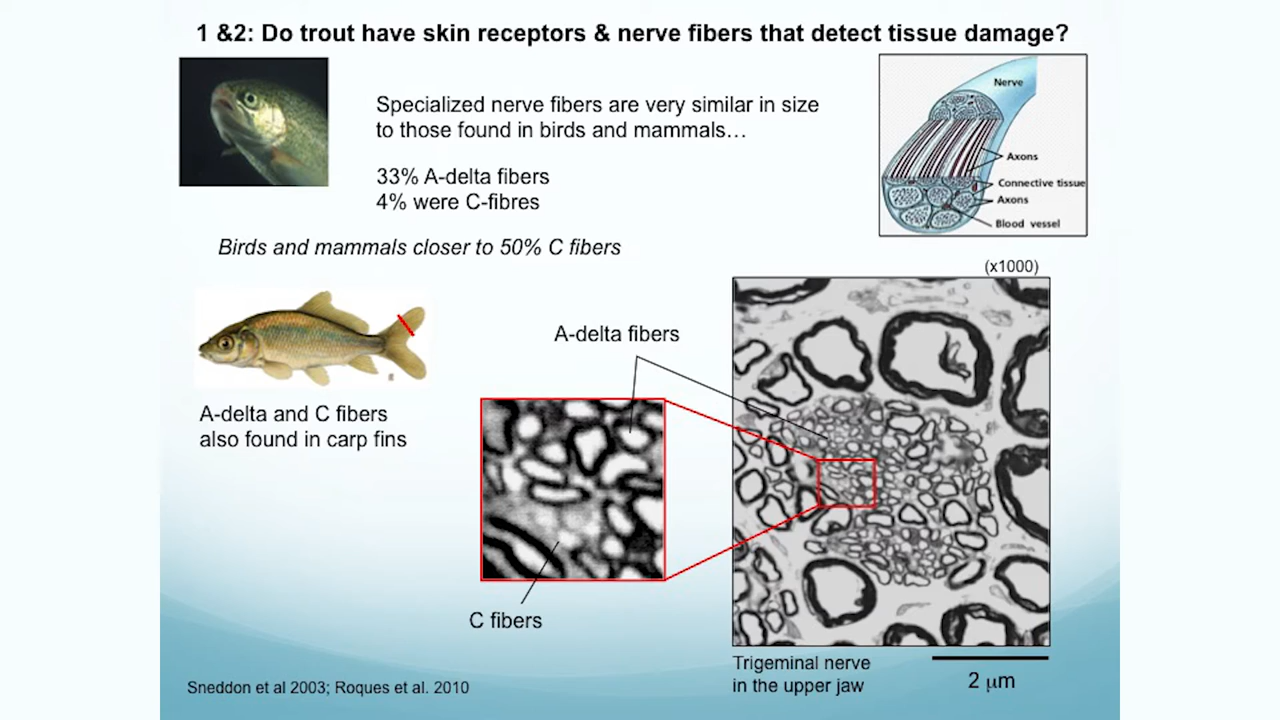 1 &2: Do trout have skin receptors & nerve fibers that detect tissue damage?
Specialized nerve fibers are very similar in size
to those found in birds and mammals…
33% A-delta fibers
4% were C-fibres
Birds and mammals closer to 50% C fibers
Nerve
Axons
Connective tissue
Axons
Blood vessel
(x1000)
A-delta fibers
A-delta and C fibers
also found in carp fins
C fibers
Trigeminal nerve
in the upper jaw
2 μm
Sneddon et al 2003; Roques et al. 2010